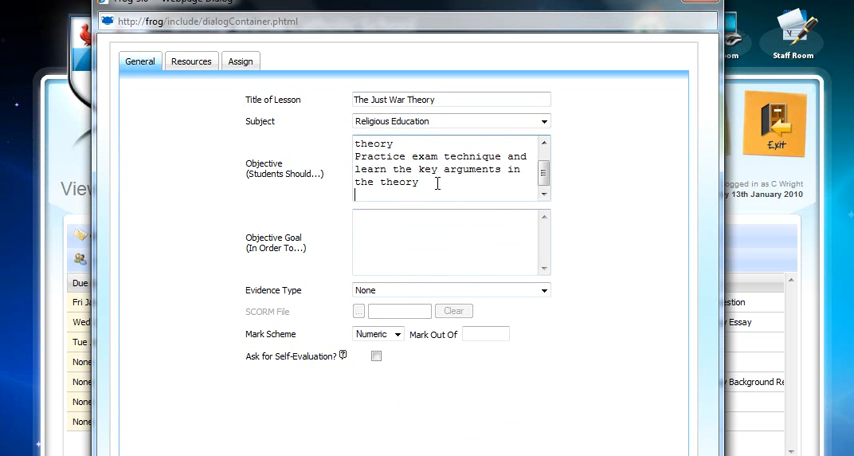 http://frog/include/dialogContainer.phtml
Staff Room
General
Resources
Assign
Title of Lesson
The Just War Theory
Subject
Religious Education
Objective
(Students Should...)
theory
Practice exam technique and
learn the key arguments in
the theory
Objective Goal
(In Order To...)
Evidence Type
None
SCORM File
...
Clear
Mark Scheme
Numeric
Mark Out Of
Ask for Self-Evaluation?
Exit
logged in as C Wright
13th January 2010
View
Due
Fri Ja
Wed
Tue
None
None
None
None
Essay
Background Re